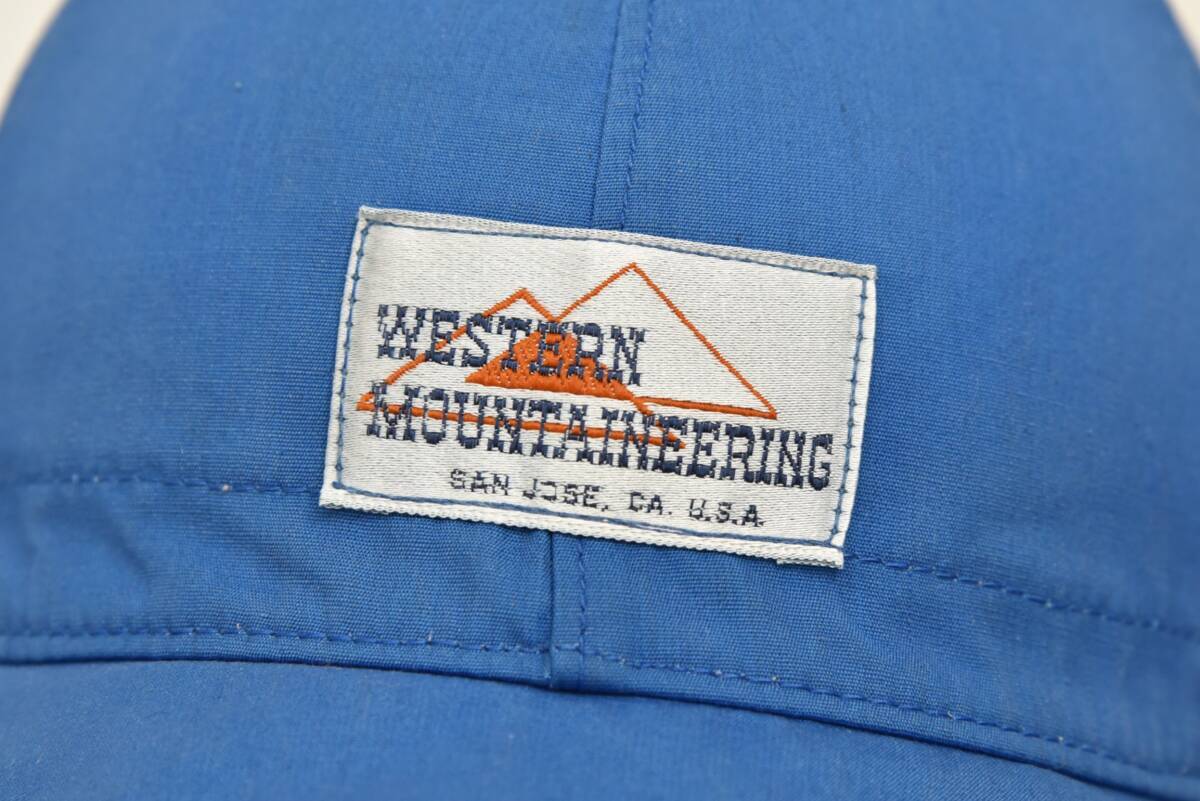 WESTERN
MOUNTAINEERING
SAN JOSE, CA. U.S.A.